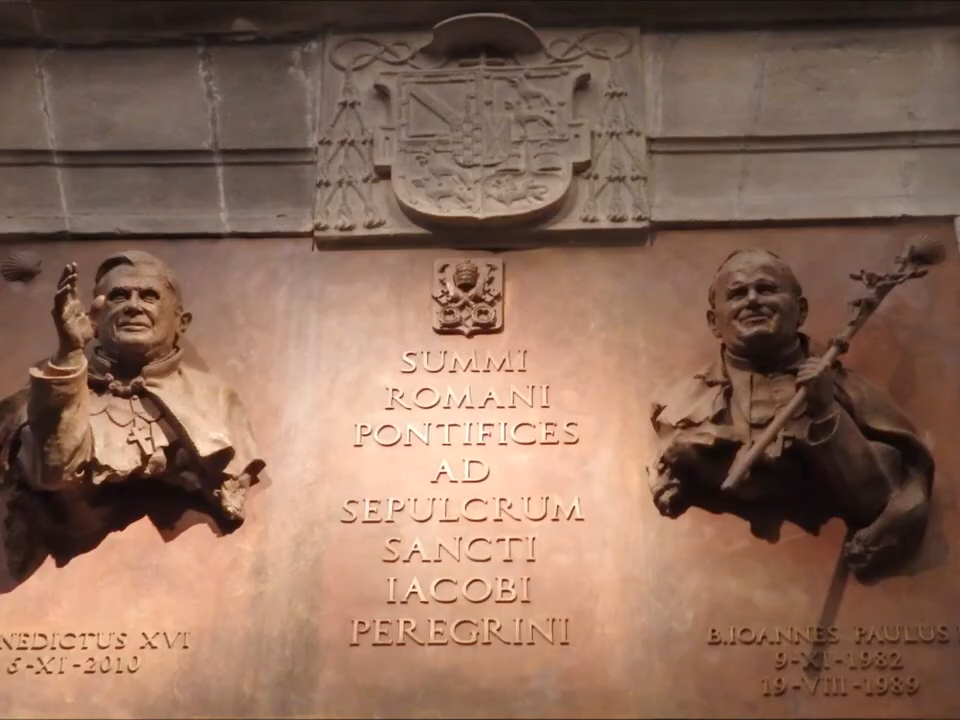 SUMMI
ROMANI
PONTIFICES
AD
SEPULCRUM
SANCTI
IACOBI
PEREGRINI
NEDICTUS XVI
6-XI-2010
B.IOANNES PAULUS
9-XI-1982
19-VIII-1989